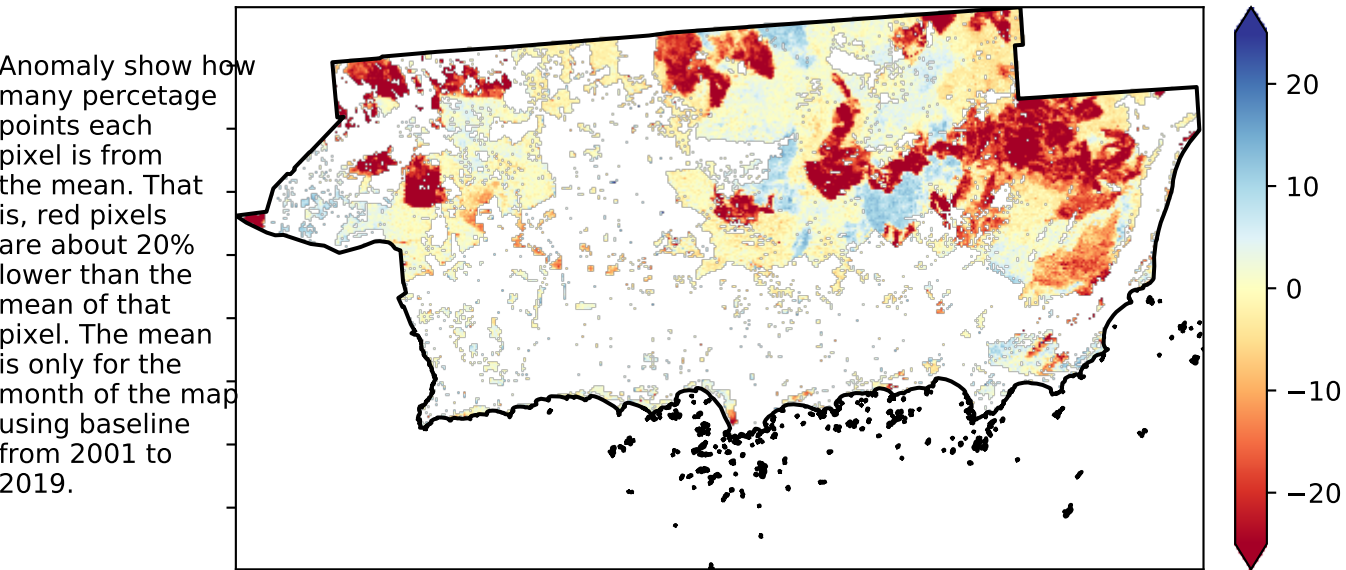 Anomaly show how
many percetage
points each
pixel is from
the mean. That
is, red pixels
are about 20%
lower than the
mean of that
pixel. The mean
is only for the
month of the map
using baseline
from 2001 to
2019.
20
10
0
−10
−20